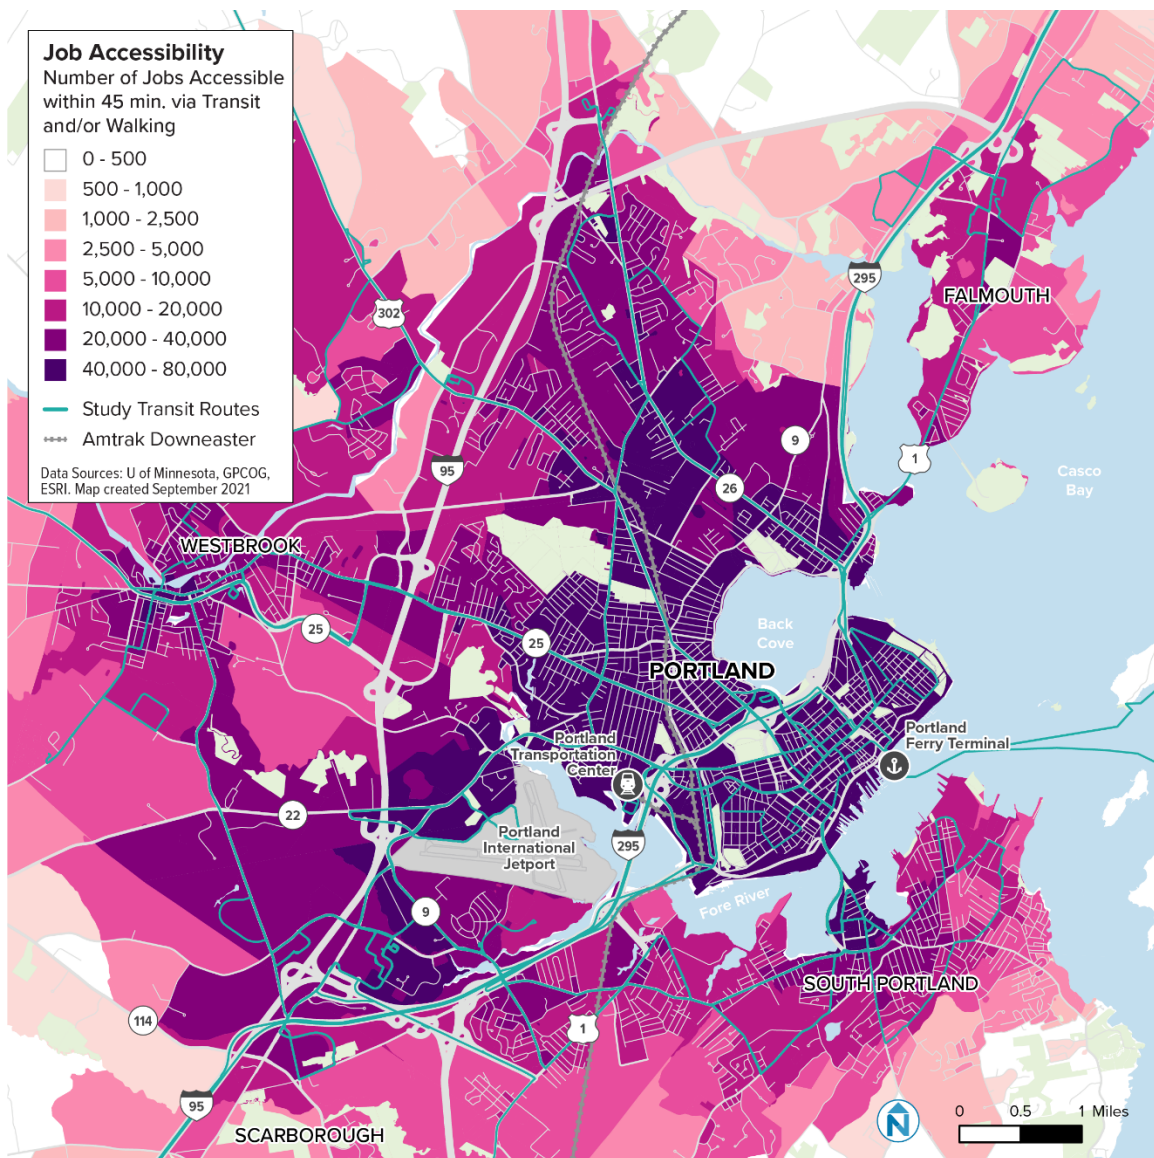 Job Accessibility
Number of Jobs Accessible
within 45 min. via Transit
and/or Walking
0 - 500
500 - 1,000
1,000 - 2,500
2,500 - 5,000
5,000 - 10,000
10,000 - 20,000
20,000 - 40,000
40,000 - 80,000
Study Transit Routes
Amtrak Downeaster
Data Sources: U of Minnesota, GPCOG,
ESRI. Map created September 2021
295
FALMOUTH
302
9
1
95
Casco
Bay
26
WESTBROOK
25
25
Back
Cove
PORTLAND
Portland
Ferry Terminal
Portland
Transportation
Center
22
Portland
International
Jetport
295
Fore River
9
SOUTH PORTLAND
114
1
95
SCARBOROUGH
N
0 0.5 1 Miles